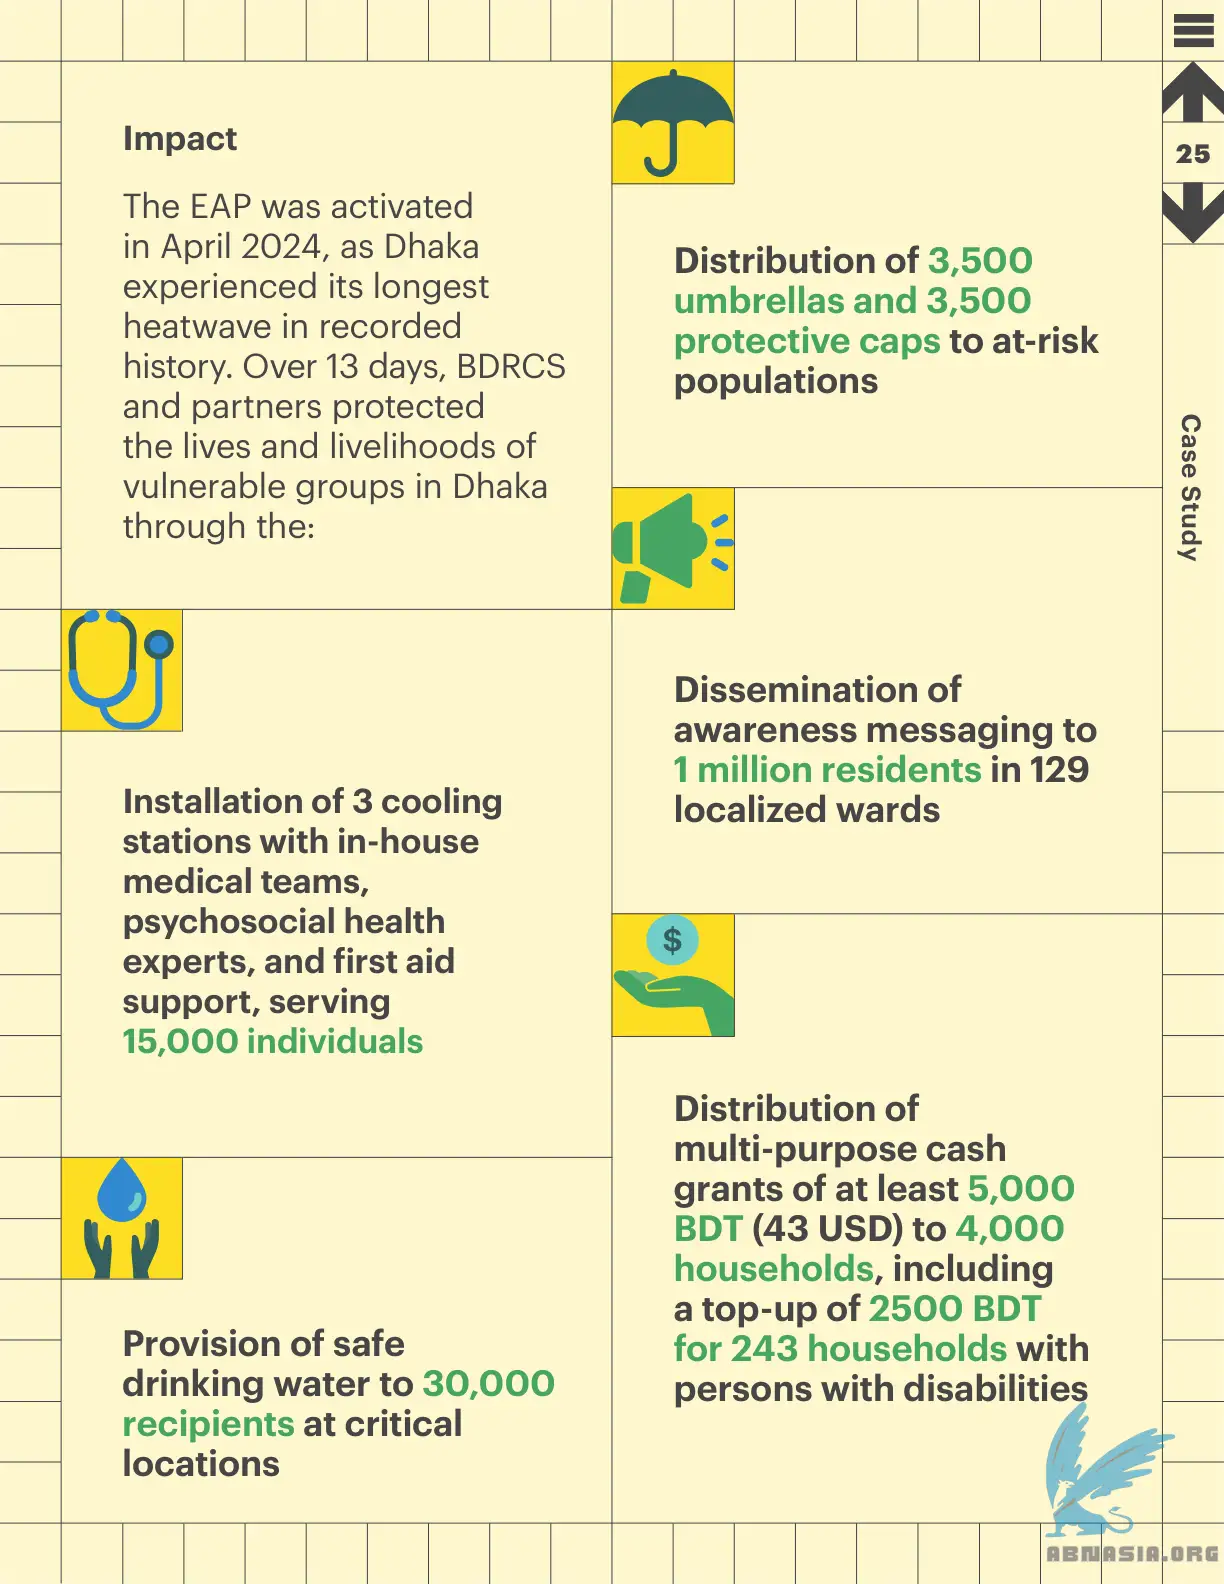 Impact
The EAP was activated
in April 2024, as Dhaka
experienced its longest
heatwave in recorded
history. Over 13 days, BDRCS
and partners protected
the lives and livelihoods of
vulnerable groups in Dhaka
through the:
Installation of 3 cooling
stations with in-house
medical teams,
psychosocial health
experts, and first aid
support, serving
15,000 individuals
Provision of safe
drinking water to 30,000
recipients at critical
locations
Distribution of 3,500
umbrellas and 3,500
protective caps to at-risk
populations
Dissemination of
awareness messaging to
1 million residents in 129
localized wards
$
Distribution of
multi-purpose cash
grants of at least 5,000
BDT (43 USD) to 4,000
households, including
a top-up of 2500 BDT
for 243 households with
persons with disabilities
25
Case Study
ABNASIA.ORG